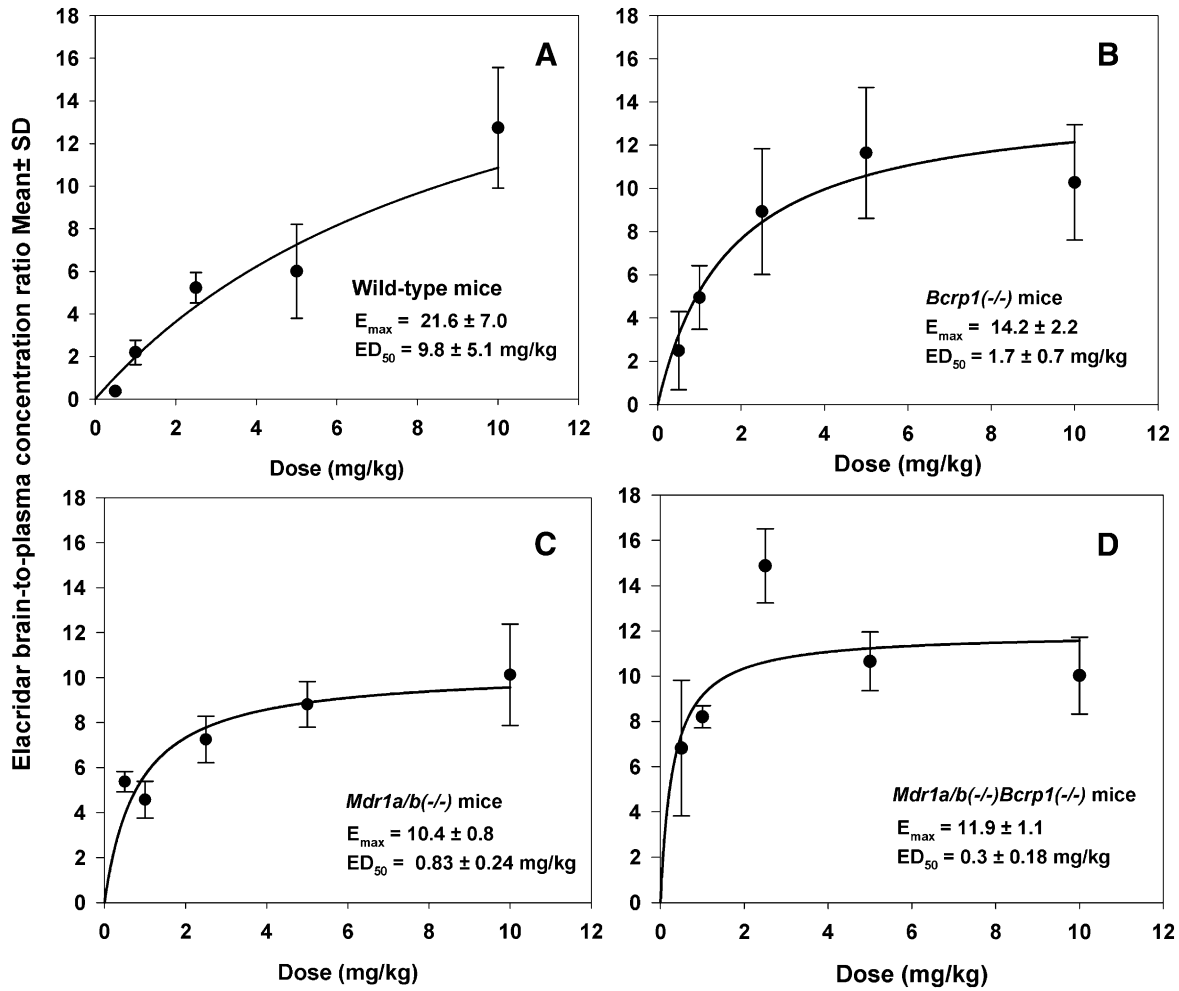 Elacridar brain-to-plasma concentration ratio Mean± SD
18
16
14
12
10
8
6
4
2
0
A
Wild-type mice
Emax = 21.6 ± 7.0
ED50 = 9.8 ± 5.1 mg/kg
0 2 4 6 8 10 12
Dose (mg/kg)
18
16
14
12
10
8
6
4
2
0
B
Bcrp1(-/-) mice
Emax = 14.2 ± 2.2
ED50 = 1.7 ± 0.7 mg/kg
0 2 4 6 8 10 12
Dose (mg/kg)
18
16
14
12
10
8
6
4
2
0
C
Mdr1a/b(-/-) mice
Emax = 10.4 ± 0.8
ED50 = 0.83 ± 0.24 mg/kg
0 2 4 6 8 10 12
Dose (mg/kg)
18
16
14
12
10
8
6
4
2
0
D
Mdr1a/b(-/-)Bcrp1(-/-) mice
Emax = 11.9 ± 1.1
ED50 = 0.3 ± 0.18 mg/kg
0 2 4 6 8 10 12
Dose (mg/kg)